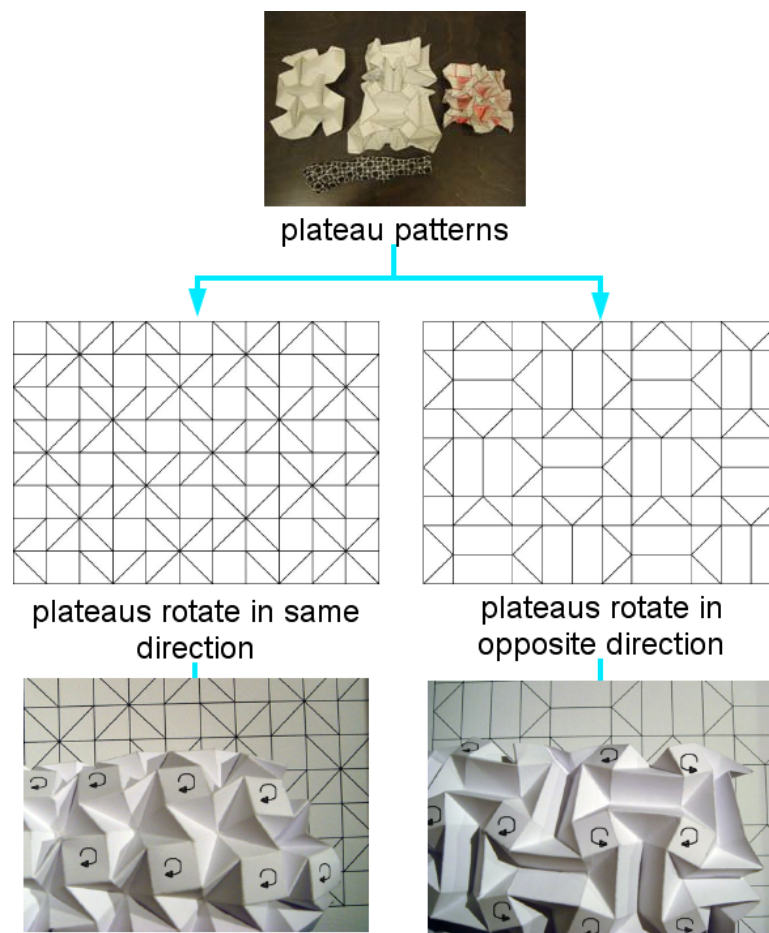 plateau patterns
plateaus rotate in same
direction
plateaus rotate in
opposite direction